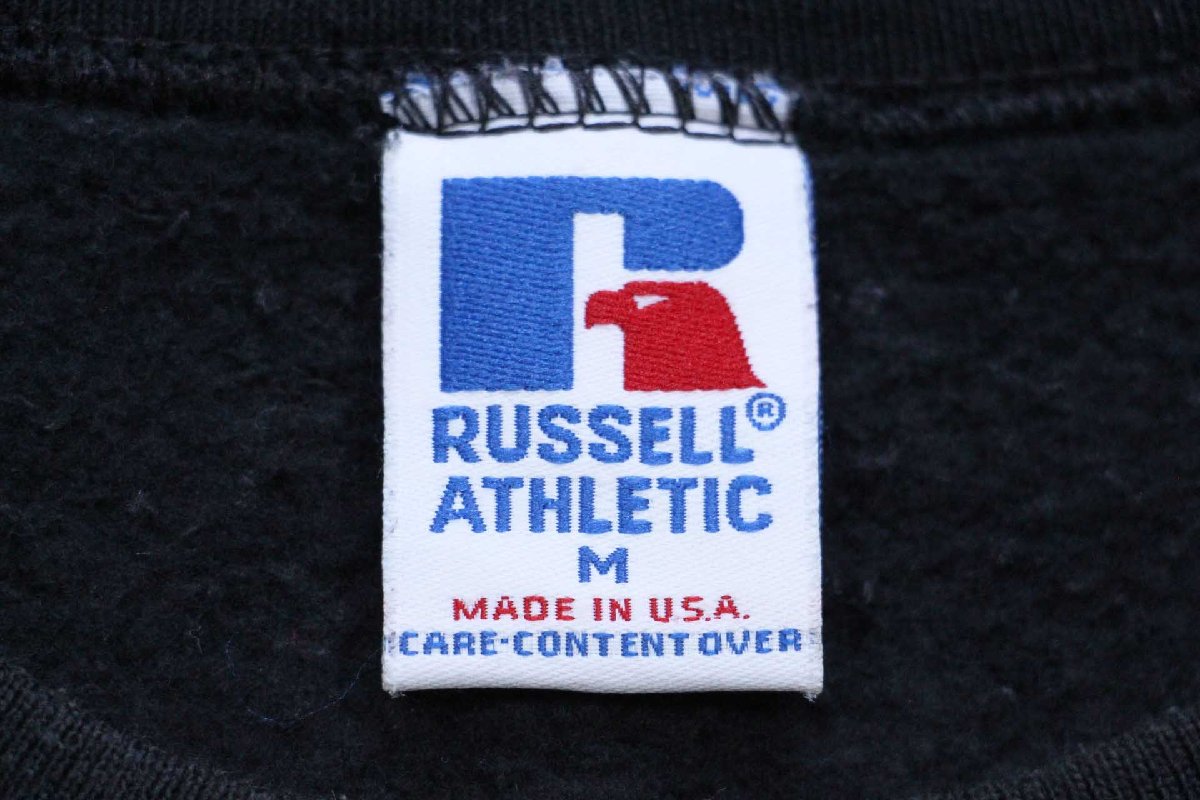 R
RUSSELL®
ATHLETIC
M
MADE IN U.S.A.
CARE-CONTENT OVER